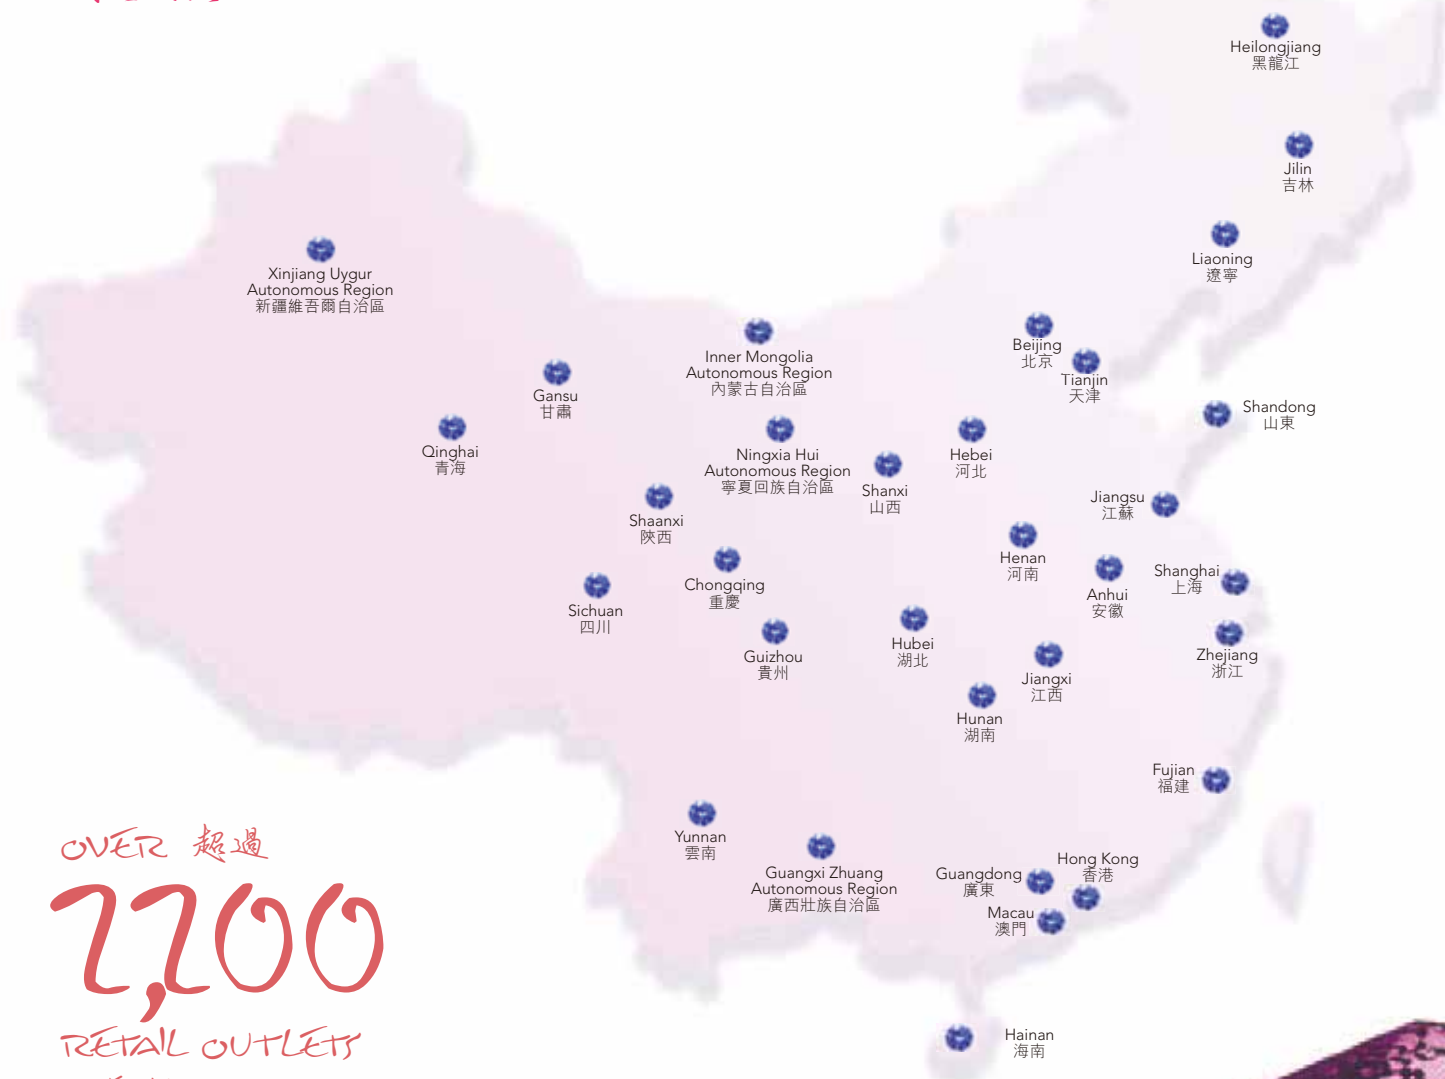 Heilongjiang
黑龍江
Jilin
吉林
Liaoning
遼寧
Xinjiang Uygur
Autonomous Region
新疆維吾爾自治區
Inner Mongolia
Autonomous Region
內蒙古自治區
Beijing
北京
Tianjin
天津
Gansu
甘肅
Shandong
山東
Qinghai
青海
Ningxia Hui
Autonomous Region
寧夏回族自治區
Hebei
河北
Shanxi
山西
Jiangsu
江蘇
Shaanxi
陝西
Henan
河南
Chongqing
重慶
Anhui
安徽
Shanghai
上海
Sichuan
四川
Guizhou
貴州
Hubei
湖北
Zhejiang
浙江
Jiangxi
江西
Hunan
湖南
Fujian
福建
Yunnan
雲南
Guangxi Zhuang
Autonomous Region
廣西壯族自治區
Guangdong
廣東
Hong Kong
香港
Macau
澳門
Hainan
海南
OVER 超過
2,200
RETAIL OUTLETS